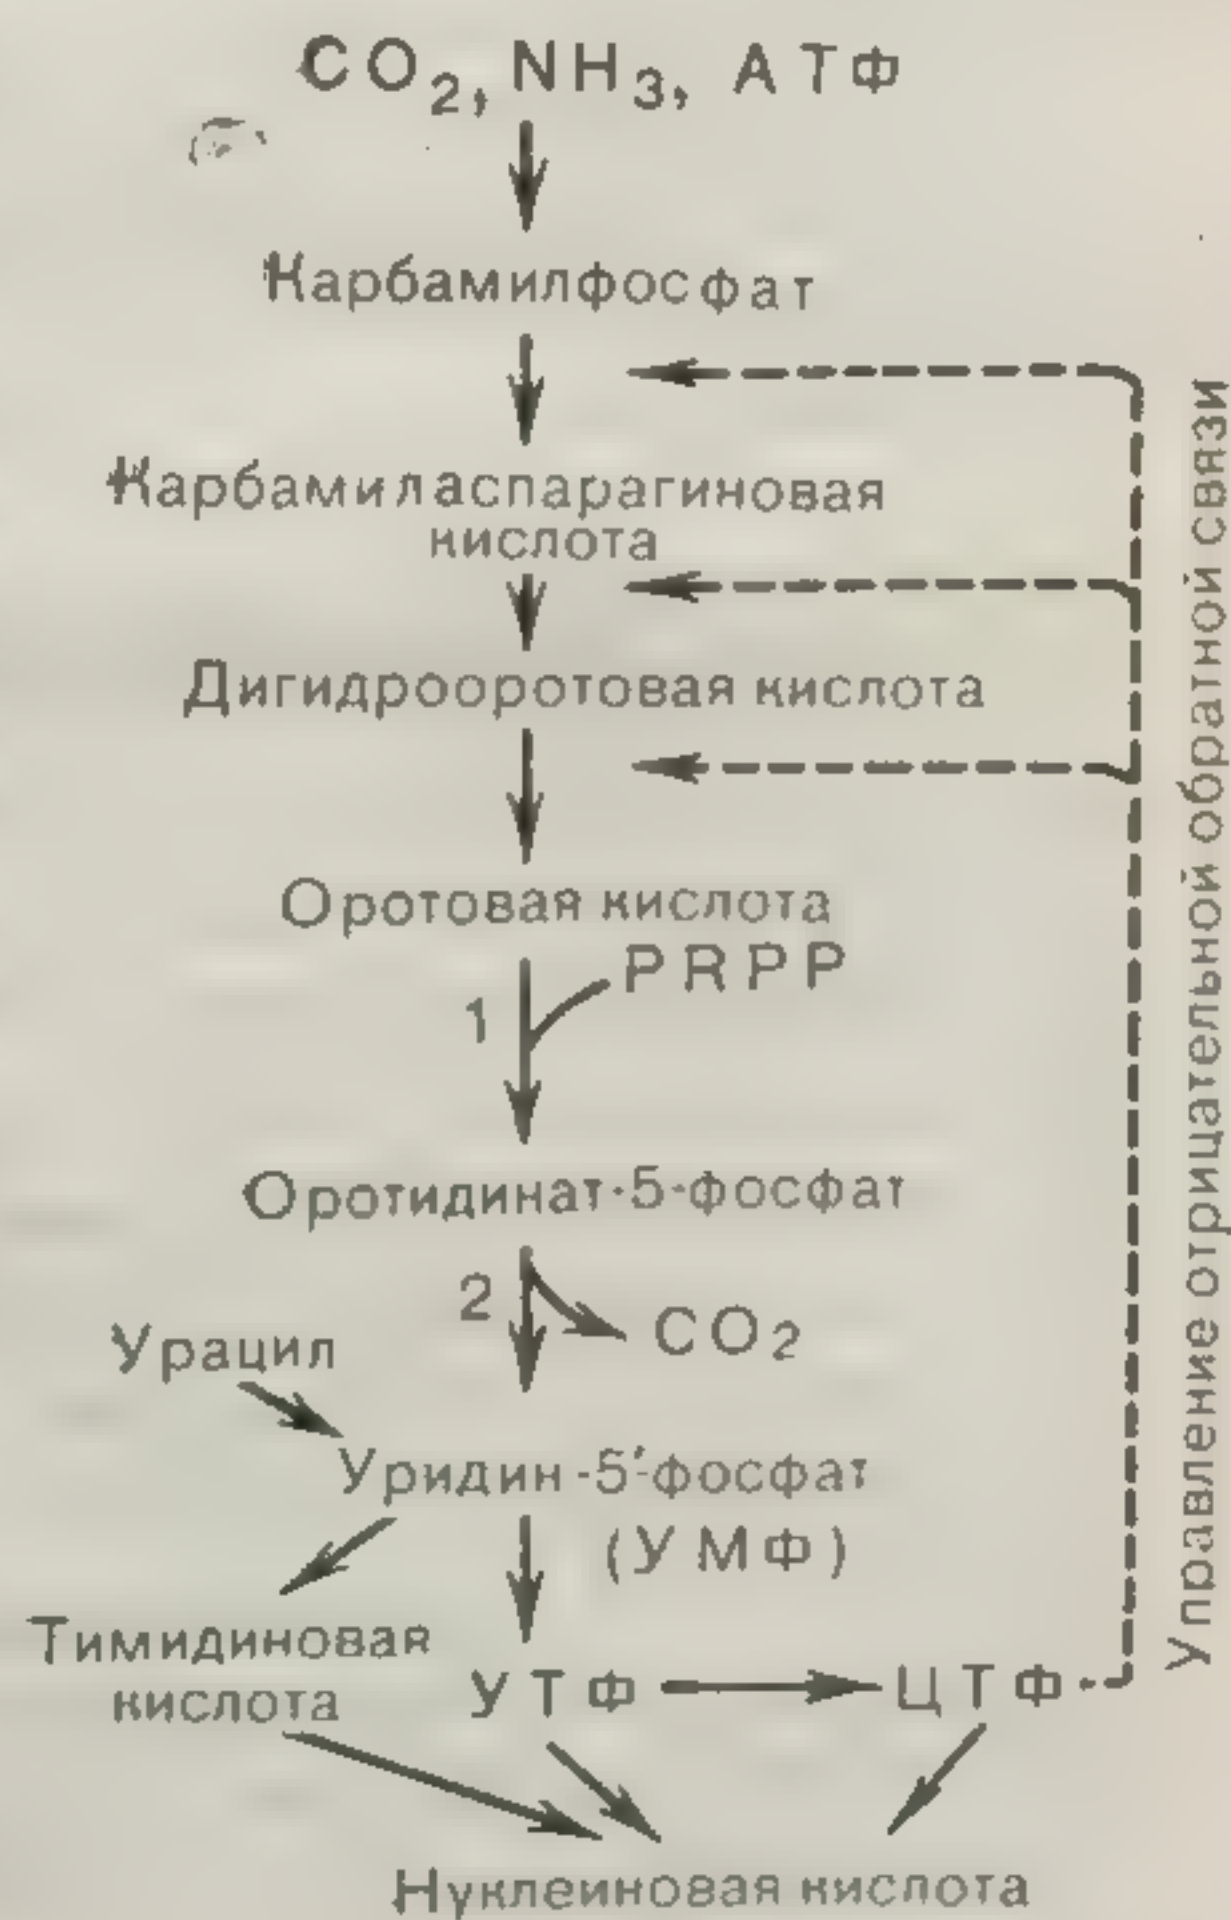 CO2, NH3, АТФ
Карбамилфосфат
Карбамиласпарагиновая
кислота
Дигидрооротовая кислота
Оротовая кислота
PRPP
1
Оротидинат-5-фосфат
2
CO2
Урацил
Уридин-5'-фосфат
(УМФ)
Тимидиновая
кислота
УТФ
ЦТФ
Нуклеиновая кислота
Управление отрицательной обратной связи